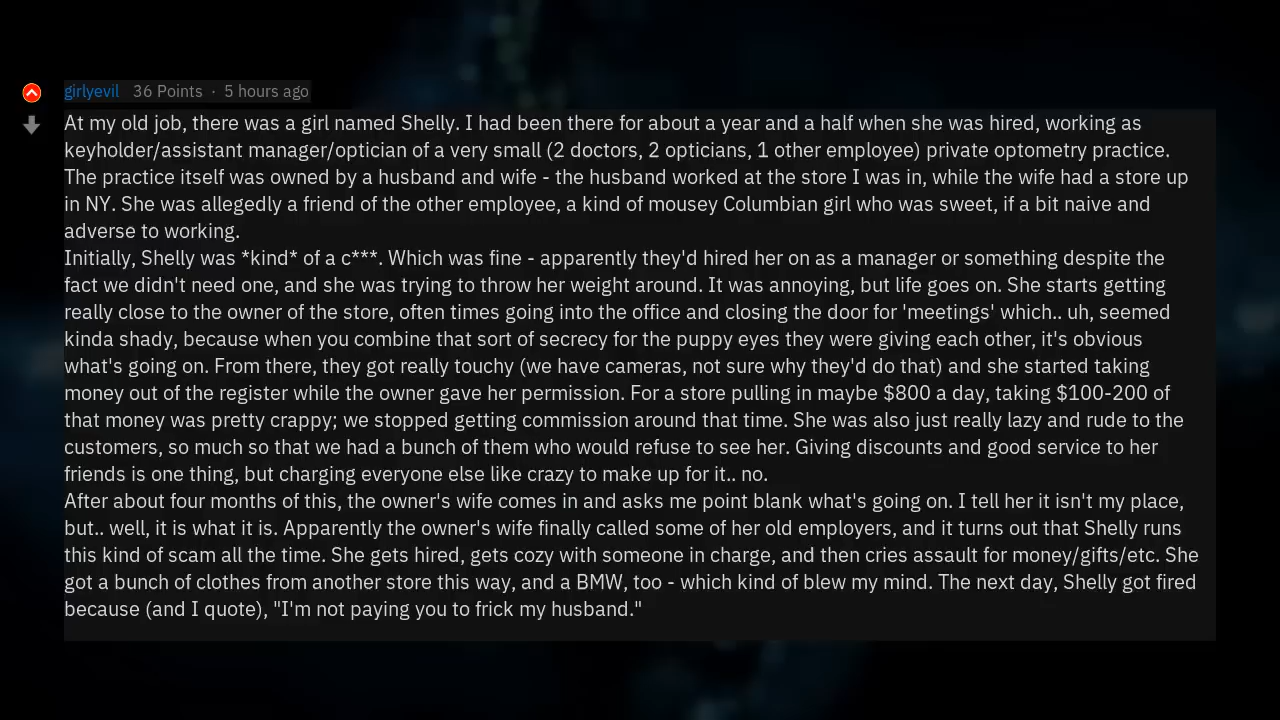 girlyevil 36 Points · 5 hours ago
At my old job, there was a girl named Shelly. I had been there for about a year and a half when she was hired, working as
keyholder/assistant manager/optician of a very small (2 doctors, 2 opticians, 1 other employee) private optometry practice.
The practice itself was owned by a husband and wife - the husband worked at the store I was in, while the wife had a store up
in NY. She was allegedly a friend of the other employee, a kind of mousey Columbian girl who was sweet, if a bit naive and
adverse to working.
Initially, Shelly was *kind* of a c***. Which was fine - apparently they'd hired her on as a manager or something despite the
fact we didn't need one, and she was trying to throw her weight around. It was annoying, but life goes on. She starts getting
really close to the owner of the store, often times going into the office and closing the door for 'meetings' which.. uh, seemed
kinda shady, because when you combine that sort of secrecy for the puppy eyes they were giving each other, it's obvious
what's going on. From there, they got really touchy (we have cameras, not sure why they'd do that) and she started taking
money out of the register while the owner gave her permission. For a store pulling in maybe $800 a day, taking $100-200 of
that money was pretty crappy; we stopped getting commission around that time. She was also just really lazy and rude to the
customers, so much so that we had a bunch of them who would refuse to see her. Giving discounts and good service to her
friends is one thing, but charging everyone else like crazy to make up for it.. no.
After about four months of this, the owner's wife comes in and asks me point blank what's going on. I tell her it isn't my place,
but.. well, it is what it is. Apparently the owner's wife finally called some of her old employers, and it turns out that Shelly runs
this kind of scam all the time. She gets hired, gets cozy with someone in charge, and then cries assault for money/gifts/etc. She
got a bunch of clothes from another store this way, and a BMW, too - which kind of blew my mind. The next day, Shelly got fired
because (and I quote), "I'm not paying you to frick my husband."